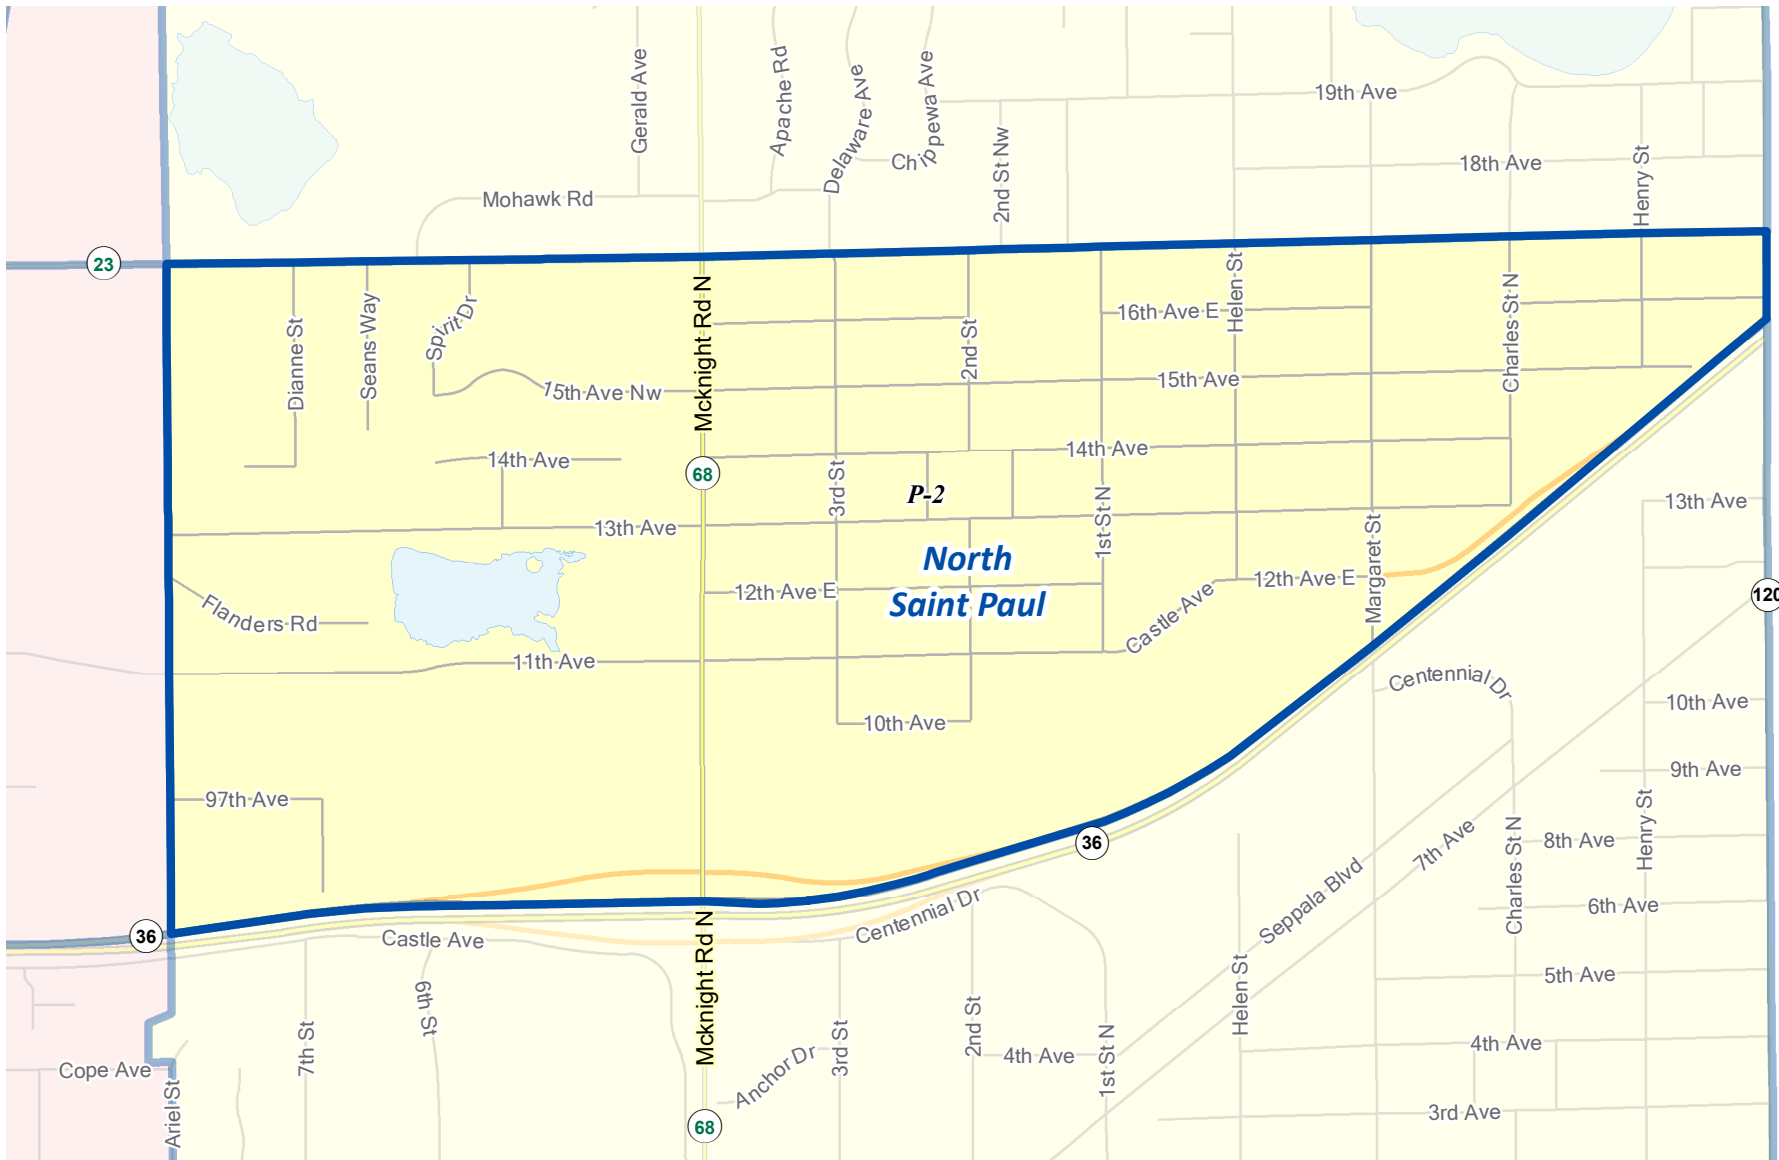 Gerald Ave
Apache Rd
Delaware Ave
Chippewa Ave
2nd St Nw
19th Ave
18th Ave
Henry St
Mohawk Rd
23
Dianne St
Seans Way
Spirit Dr
Mcknight Rd N
16th Ave E
Helen St
Charles St N
2nd St
15th Ave Nw
15th Ave
14th Ave
14th Ave
68
3rd St
P-2
1st St N
13th Ave
13th Ave
Margaret St
North
Saint Paul
12th Ave E
12th Ave E
120
Flanders Rd
Castle Ave
11th Ave
Centennial Dr
10th Ave
10th Ave
9th Ave
97th Ave
36
7th Ave
8th Ave
Henry St
Charles St N
Seppala Blvd
6th Ave
36
Castle Ave
Centennial Dr
Mcknight Rd N
5th Ave
Helen St
6th St
7th St
3rd St
2nd St
4th Ave
1st St N
4th Ave
Cope Ave
Anchor Dr
Ariel St
68
3rd Ave